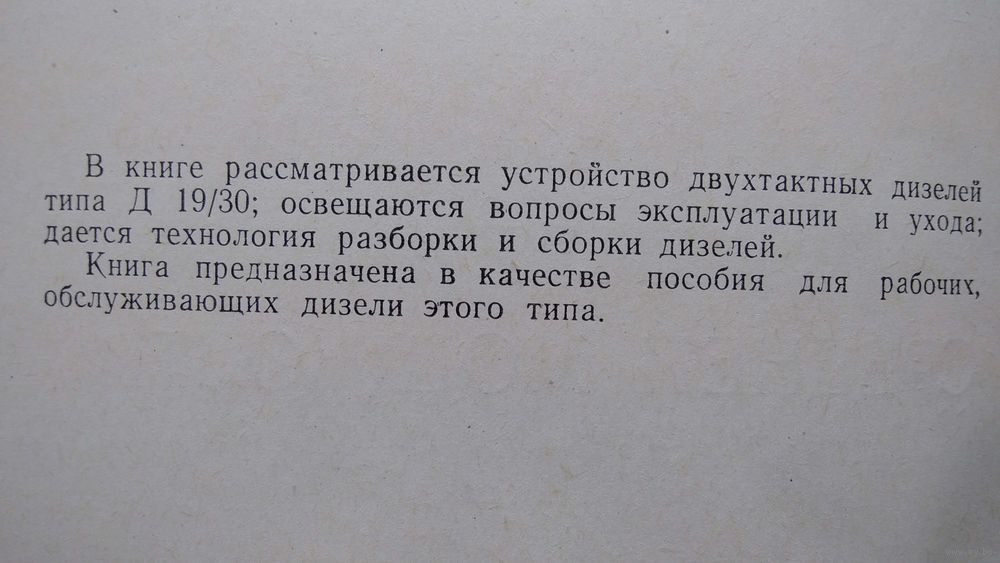 В книге рассматривается устройство двухтактных дизелей
типа Д 19/30; освещаются вопросы эксплуатации и ухода;
дается технология разборки и сборки дизелей.
Книга предназначена в качестве пособия для рабочих,
обслуживающих дизели этого типа.